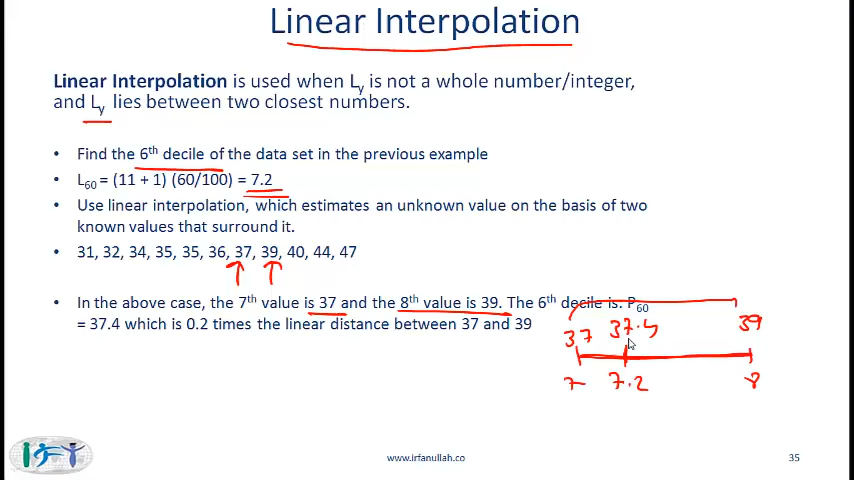 Linear Interpolation
Linear Interpolation is used when Ly is not a whole number/integer,
and Ly lies between two closest numbers.
• Find the 6th decile of the data set in the previous example
• L60 = (11 + 1) (60/100) = 7.2
• Use linear interpolation, which estimates an unknown value on the basis of two
known values that surround it.
• 31, 32, 34, 35, 35, 36, 37, 39, 40, 44, 47
• In the above case, the 7th value is 37 and the 8th value is 39. The 6th decile is: P60
= 37.4 which is 0.2 times the linear distance between 37 and 39
37 37.4 39
7 7.2 8
www.irfanullah.co
35